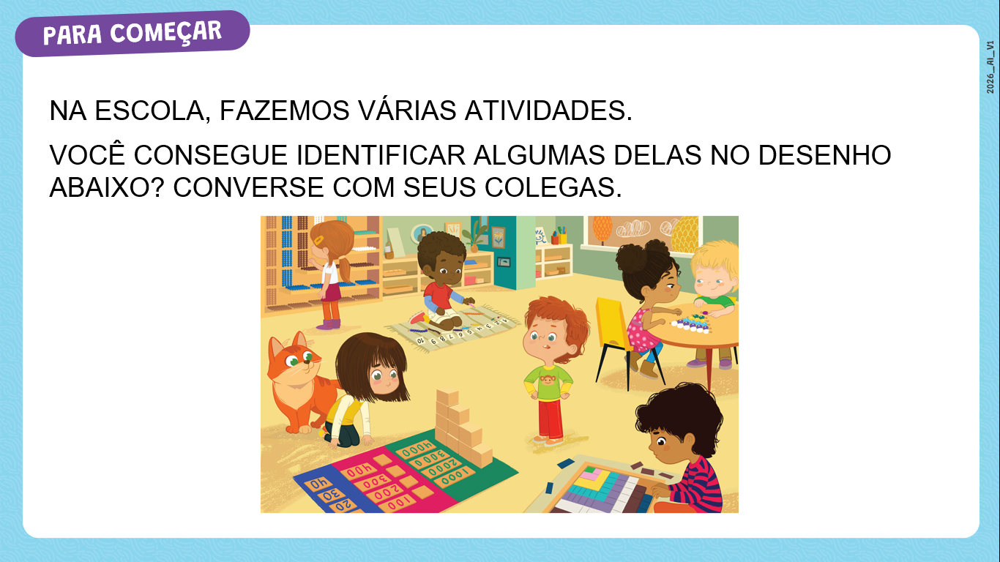 PARA COMEÇAR
2026_AI_V1
NA ESCOLA, FAZEMOS VÁRIAS ATIVIDADES.
VOCÊ CONSEGUE IDENTIFICAR ALGUMAS DELAS NO DESENHO
ABAIXO? CONVERSE COM SEUS COLEGAS.
1 2 3 4 5 6 7 8 9 10
40 400 4000
30 300 3000
20 200 2000
100 1000